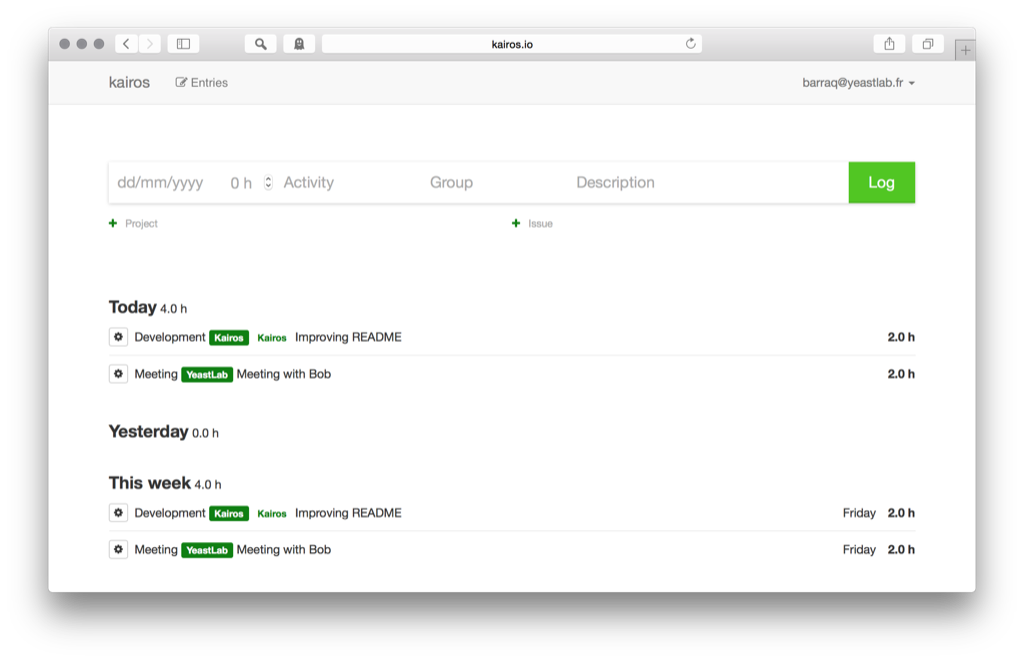 kairos.io
kairos Entries barraq@yeastlab.fr
dd/mm/yyyy 0 h Activity Group Description Log
Project Issue
Today 4.0 h
Development Kairos Kairos Improving README 2.0 h
Meeting YeastLab Meeting with Bob 2.0 h
Yesterday 0.0 h
This week 4.0 h
Development Kairos Kairos Improving README Friday 2.0 h
Meeting YeastLab Meeting with Bob Friday 2.0 h